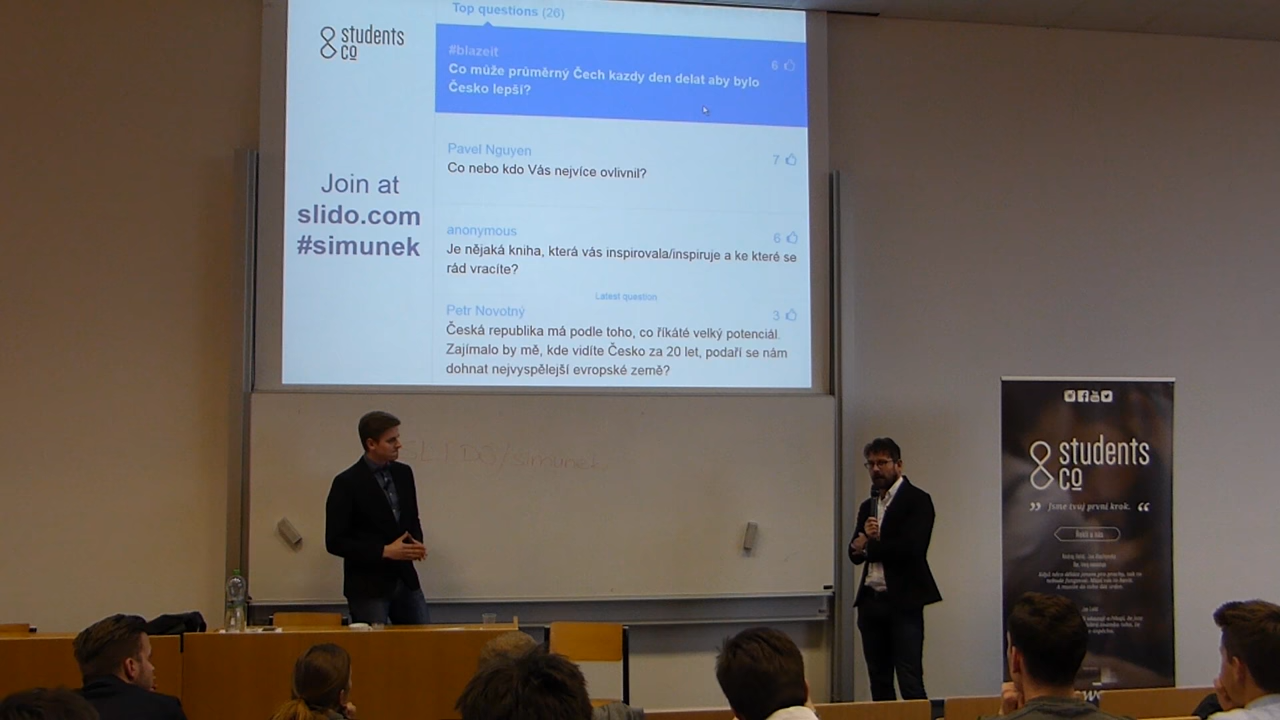 students
co
Join at
slido.com
#simunek
Top questions (26)
#blazeit
6
Co může průměrný Čech kazdy den delat aby bylo
Česko lepší?
Pavel Nguyen
7
Co nebo kdo Vás nejvíce ovlivnil?
anonymous
6
Je nějaká kniha, která vás inspirovala/inspiruje a ke které se
rád vracíte?
Latest question
Petr Novotný
3
Česká republika má podle toho, co říkáté velký potenciál.
Zajímalo by mě, kde vidíte Česko za 20 let, podaří se nám
dohnat nejvyspělejší evropské země?
SLIDO/simunek
students
co
jsme tvůj první krok.